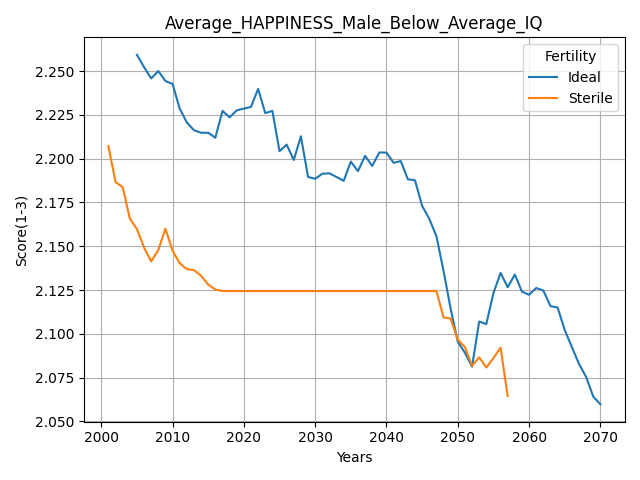 Average_HAPPINESS_Male_Below_Average_IQ
Fertility
Ideal
Sterile
Score(1-3)
2.250
2.225
2.200
2.175
2.150
2.125
2.100
2.075
2.050
2000 2010 2020 2030 2040 2050 2060 2070
Years